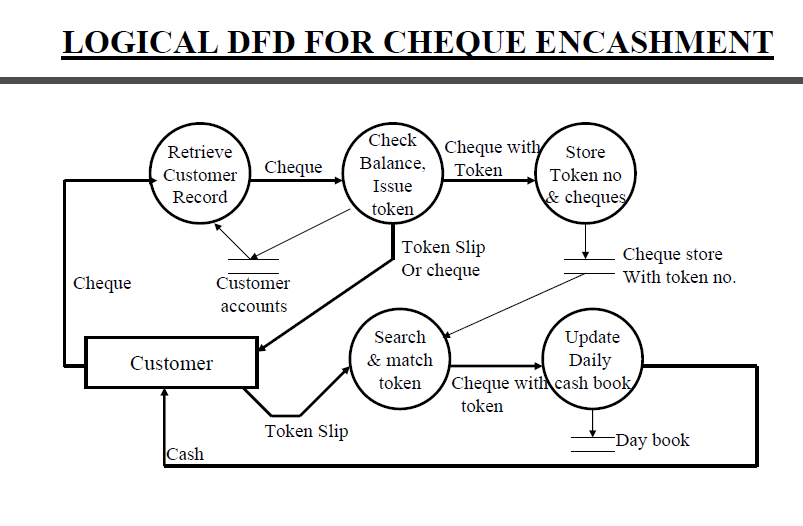 LOGICAL DFD FOR CHEQUE ENCASHMENT
Retrieve
Customer
Record
Cheque
Check
Balance,
Issue
token
Cheque with
Token
Store
Token no
& cheques
Token Slip
Or cheque
Cheque store
With token no.
Customer
accounts
Cheque
Customer
Search
& match
token
Cheque with
token
Update
Daily
cash book
Token Slip
Day book
Cash